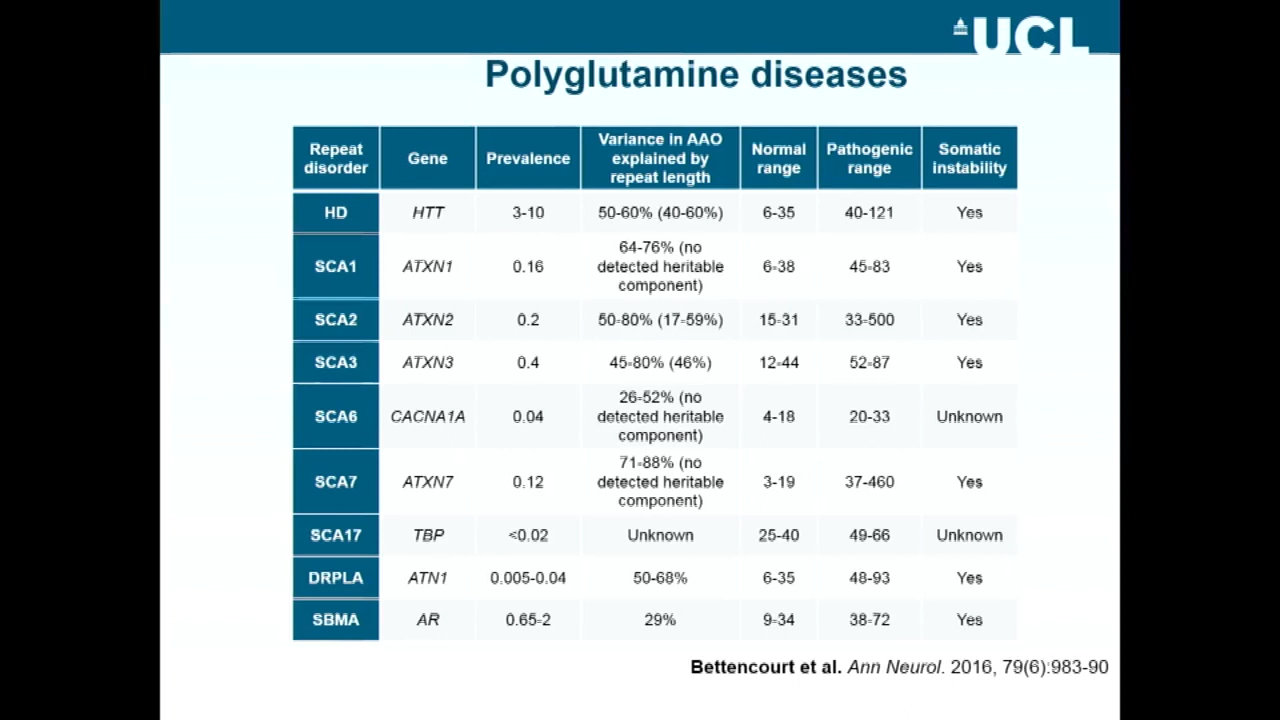 UCL
Polyglutamine diseases
Repeat disorder | Gene | Prevalence | Variance in AAO explained by repeat length | Normal range | Pathogenic range | Somatic instability
HD | HTT | 3-10 | 50-60% (40-60%) | 6-35 | 40-121 | Yes
SCA1 | ATXN1 | 0.16 | 64-76% (no detected heritable component) | 6-38 | 45-83 | Yes
SCA2 | ATXN2 | 0.2 | 50-80% (17-59%) | 15-31 | 33-500 | Yes
SCA3 | ATXN3 | 0.4 | 45-80% (46%) | 12-44 | 52-87 | Yes
SCA6 | CACNA1A | 0.04 | 26-52% (no detected heritable component) | 4-18 | 20-33 | Unknown
SCA7 | ATXN7 | 0.12 | 71-88% (no detected heritable component) | 3-19 | 37-460 | Yes
SCA17 | TBP | <0.02 | Unknown | 25-40 | 49-66 | Unknown
DRPLA | ATN1 | 0.005-0.04 | 50-68% | 6-35 | 48-93 | Yes
SBMA | AR | 0.65-2 | 29% | 9-34 | 38-72 | Yes
Bettencourt et al. Ann Neurol. 2016, 79(6):983-90